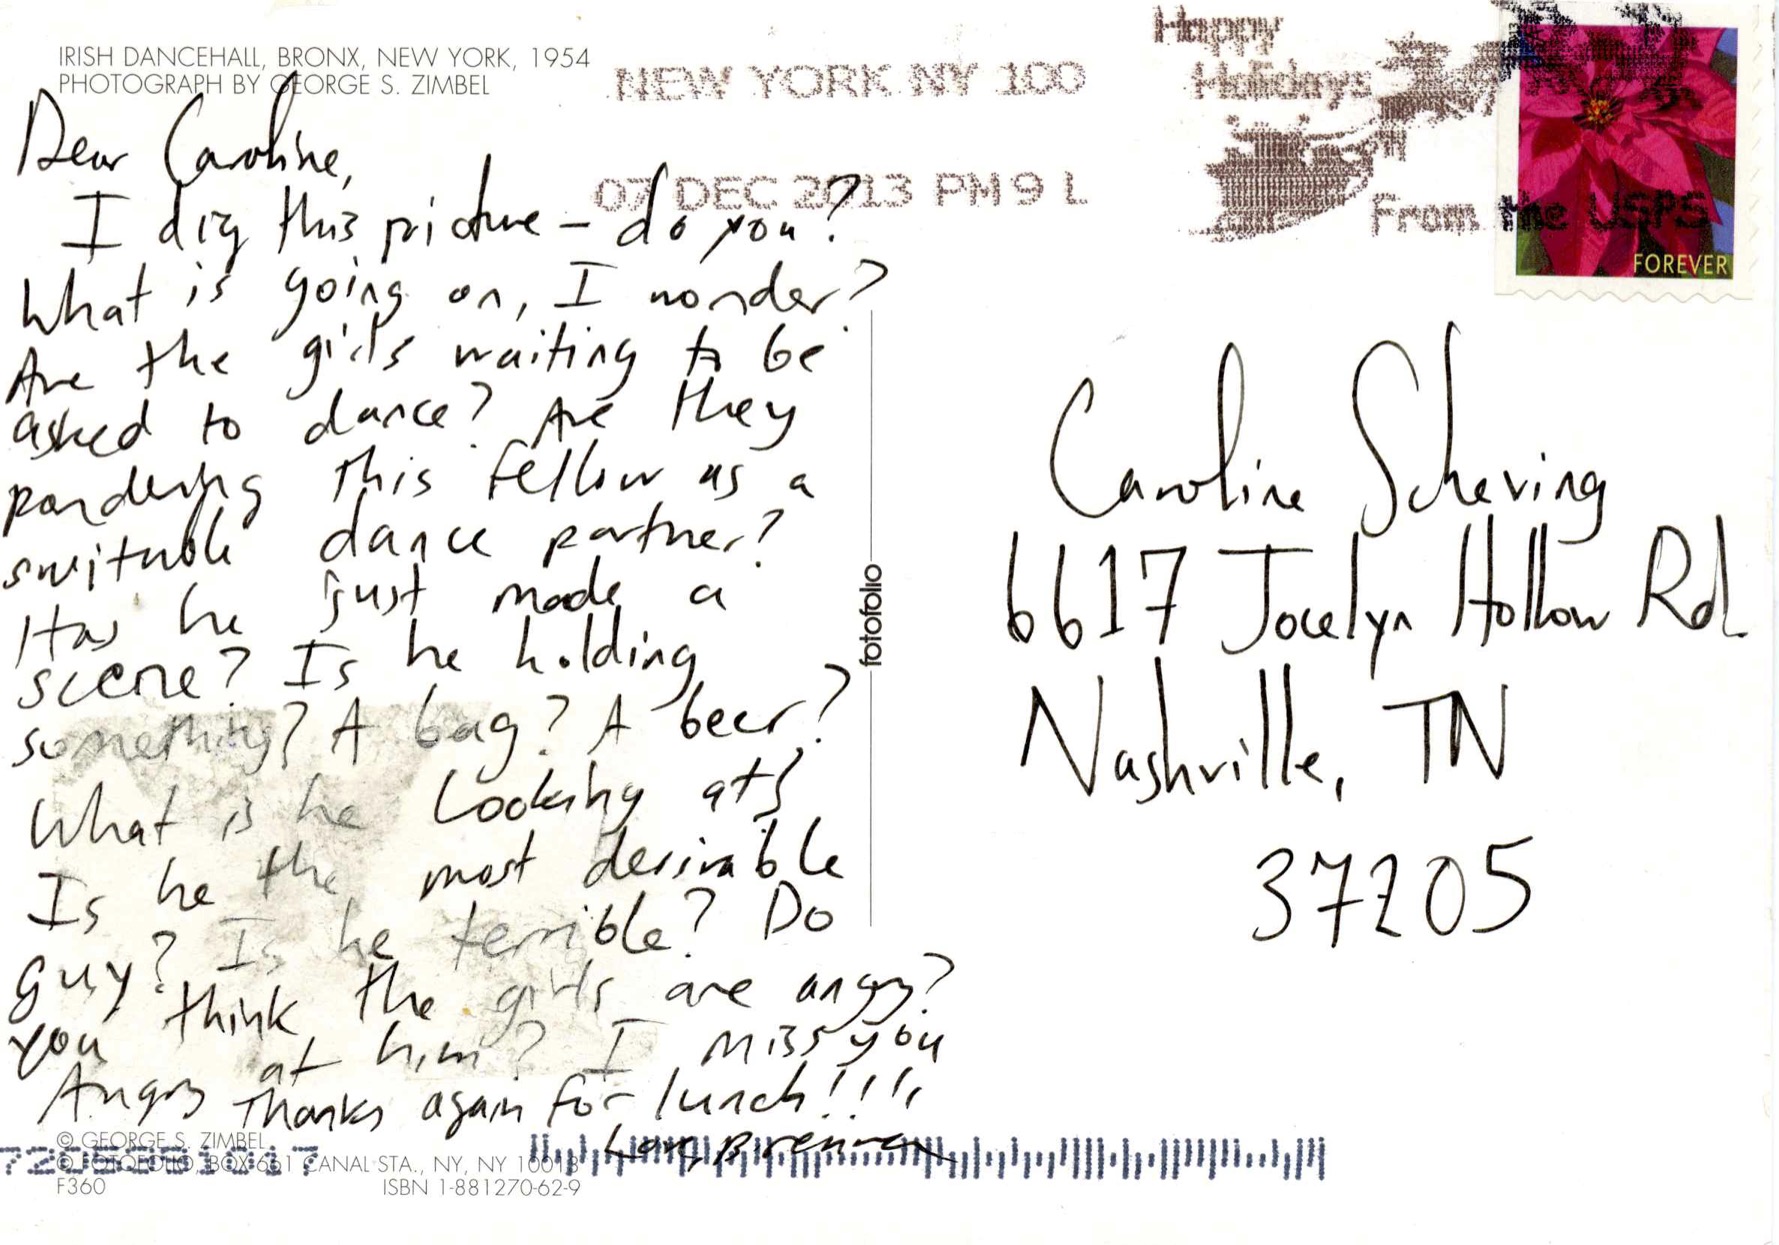 IRISH DANCEHALL, BRONX, NEW YORK, 1954
PHOTOGRAPH BY GEORGE S. ZIMBEL
NEW YORK NY 100
07 DEC 2013 PM 9 L
Happy
Holidays
From the USPS
FOREVER
Dear Caroline,
I dig this picture – do you?
What is going on, I wonder?
Are the girls waiting to be
asked to dance? Are they
pondering this fellow as a
suitable dance partner?
Has he just made a
scene? Is he holding
something? A bag? A beer?
What is he looking at?
Is he the most desirable
guy? Is he terrible? Do
you think the girls are angry?
Angry at him? I miss you
Thanks again for lunch!!!!
Love, Brennan
fotofolio
Caroline Scheving
6617 Jocelyn Hollow Rd.
Nashville, TN
37205
© GEORGE S. ZIMBEL
© FOTOFOLIO, BOX 661 CANAL STA., NY, NY 10013
F360 ISBN 1-881270-62-9